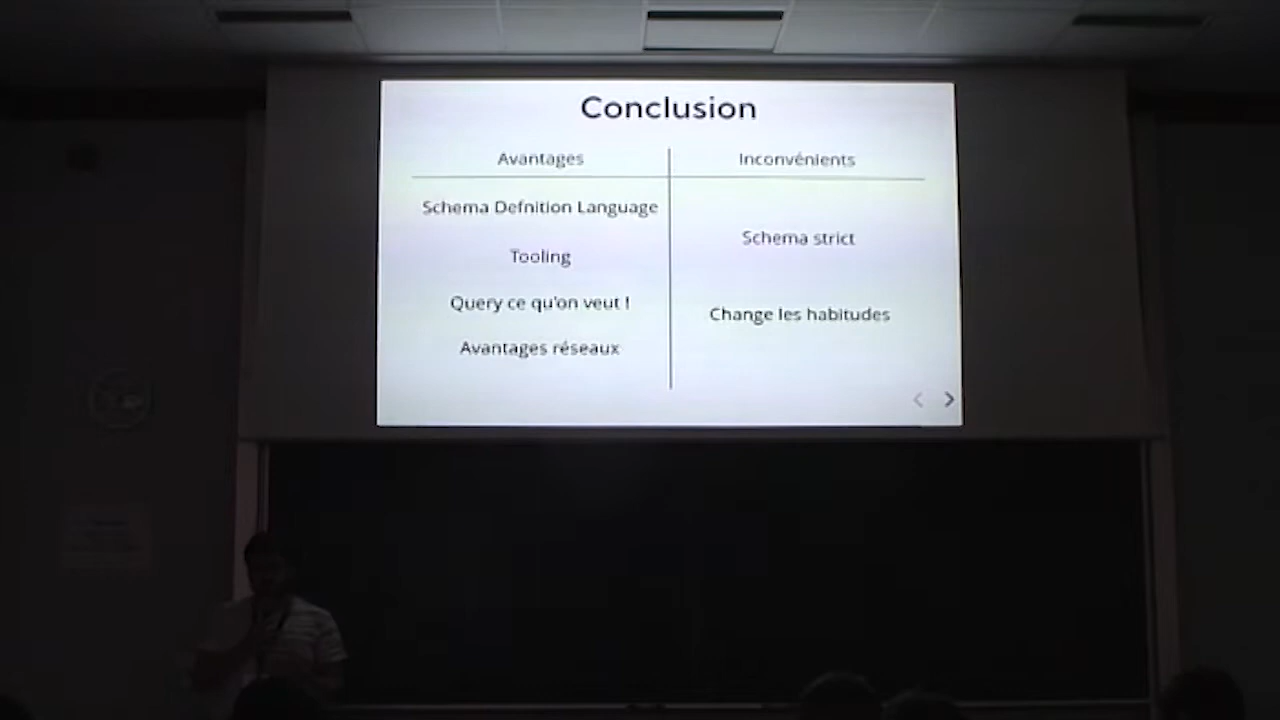 Conclusion
Avantages
Inconvénients
Schema Defnition Language
Schema strict
Tooling
Query ce qu'on veut !
Change les habitudes
Avantages réseaux